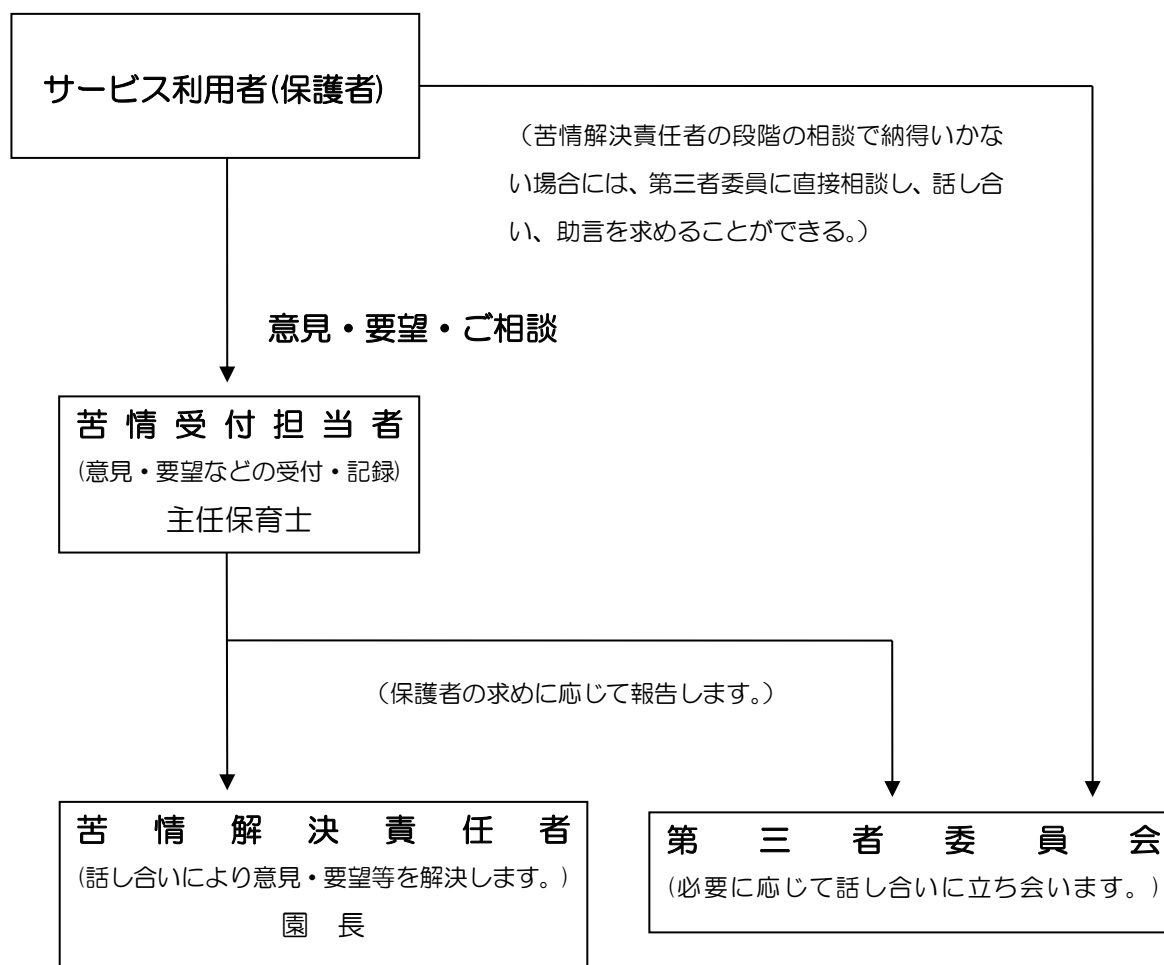 サービス利用者(保護者)
（苦情解決責任者の段階の相談で納得いかな
い場合には、第三者委員に直接相談し、話し合
い、助言を求めることができる。）
意見・要望・ご相談
苦情受付担当者
(意見・要望などの受付・記録)
主任保育士
（保護者の求めに応じて報告します。）
苦情解決責任者
(話し合いにより意見・要望等を解決します。)
園　長
第三者委員会
(必要に応じて話し合いに立ち会います。)